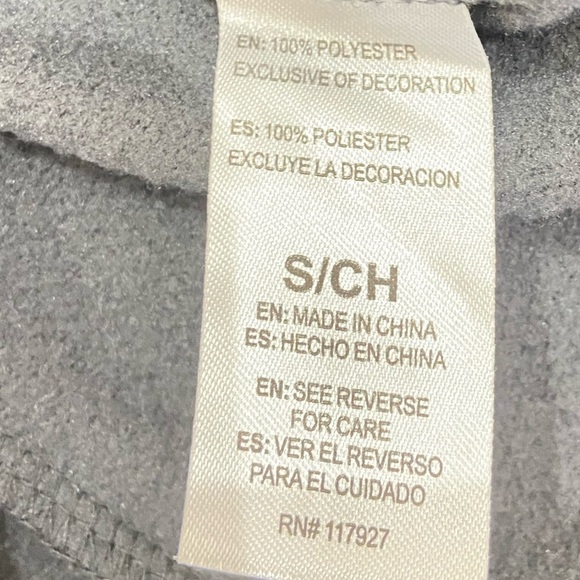 EN: 100% POLYESTER
EXCLUSIVE OF DECORATION
ES: 100% POLIESTER
EXCLUYE LA DECORACION
S/CH
EN: MADE IN CHINA
ES: HECHO EN CHINA
EN: SEE REVERSE
FOR CARE
ES: VER EL REVERSO
PARA EL CUIDADO
RN# 117927